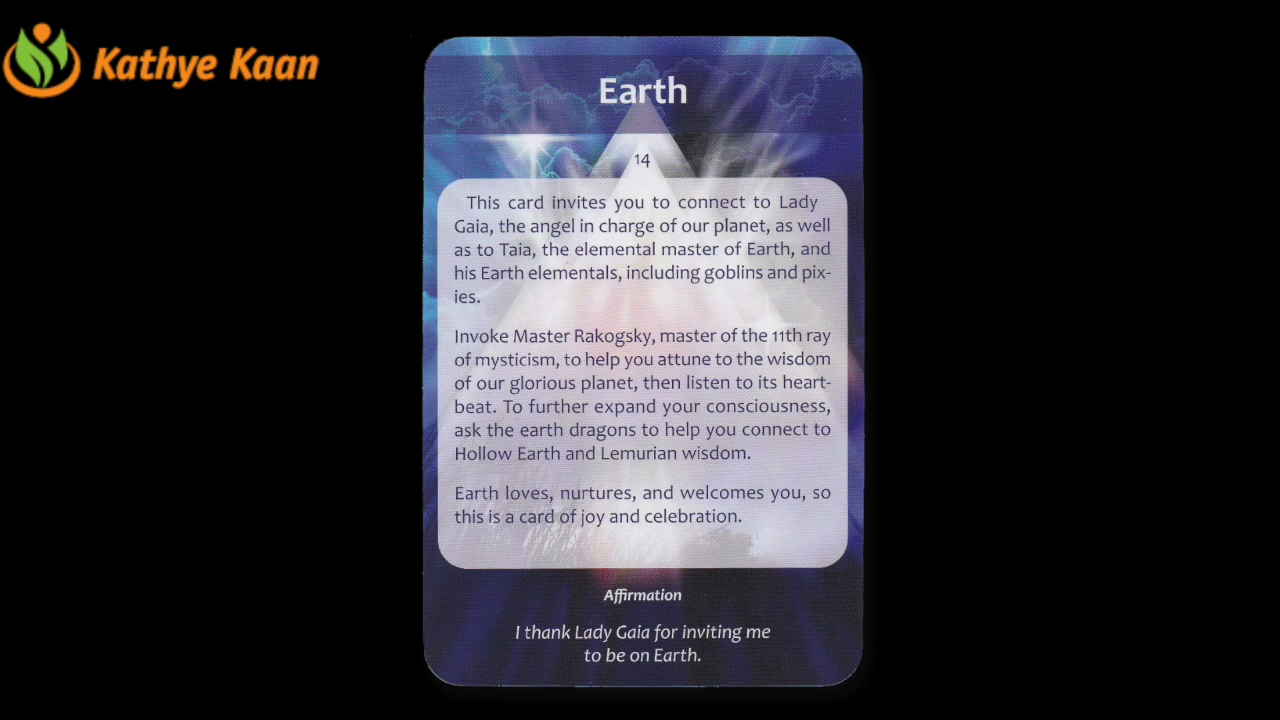 Kathye Kaan
Earth
14
This card invites you to connect to Lady
Gaia, the angel in charge of our planet, as well
as to Taia, the elemental master of Earth, and
his Earth elementals, including goblins and pix-
ies.
Invoke Master Rakogsky, master of the 11th ray
of mysticism, to help you attune to the wisdom
of our glorious planet, then listen to its heart-
beat. To further expand your consciousness,
ask the earth dragons to help you connect to
Hollow Earth and Lemurian wisdom.
Earth loves, nurtures, and welcomes you, so
this is a card of joy and celebration.
Affirmation
I thank Lady Gaia for inviting me
to be on Earth.